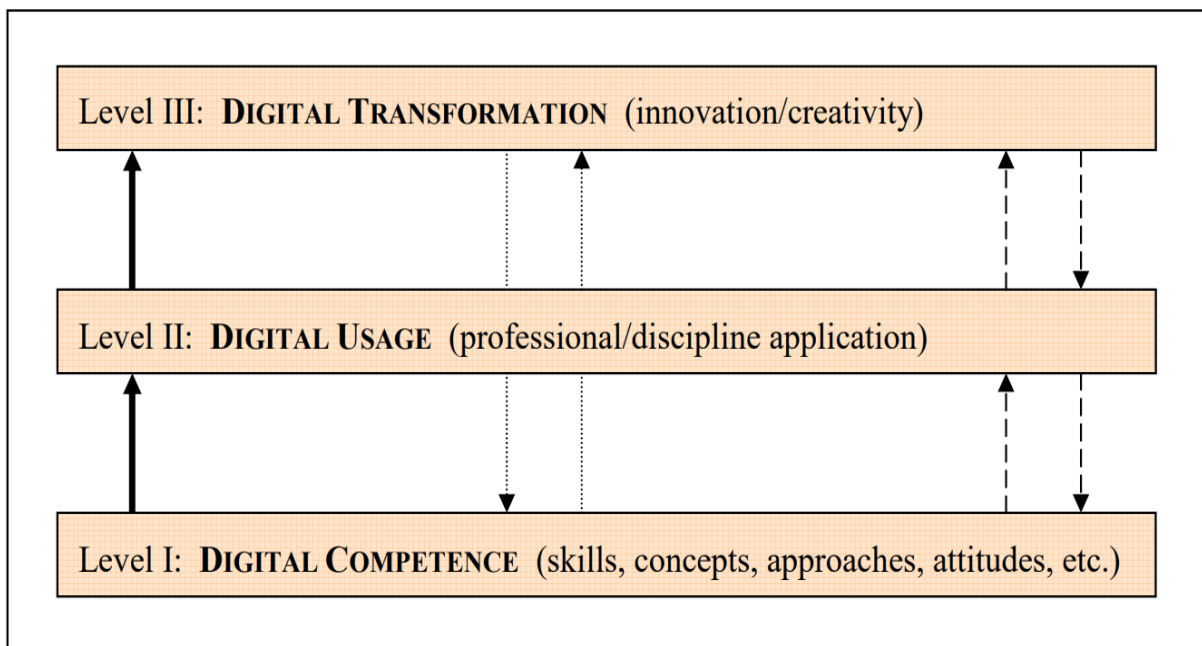 Level III: DIGITAL TRANSFORMATION (innovation/creativity)
Level II: DIGITAL USAGE (professional/discipline application)
Level I: DIGITAL COMPETENCE (skills, concepts, approaches, attitudes, etc.)